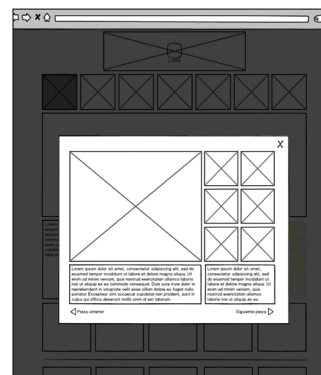 LOGO
X
Lorem ipsum dolor sit amet, consectetur adipisicing elit, sed do
eiusmod tempor incididunt ut labore et dolore magna aliqua. Ut
enim ad minim veniam, quis nostrud exercitation ullamco laboris
nisi ut aliquip ex ea commodo consequat. Duis aute irure dolor in
reprehenderit in voluptate velit esse cillum dolore eu fugiat nulla
pariatur. Excepteur sint occaecat cupidatat non proident, sunt in
culpa qui officia deserunt mollit anim id est laborum
Lorem ipsum dolor sit amet,
consectetur adipisicing elit, sed
do eiusmod tempor incididunt ut
labore et dolore magna aliqua.
Ut enim ad minim veniam, quis
nostrud exercitation ullamco
laboris nisi ut aliquip ex ea
Pieza anterior
Siguiente pieza